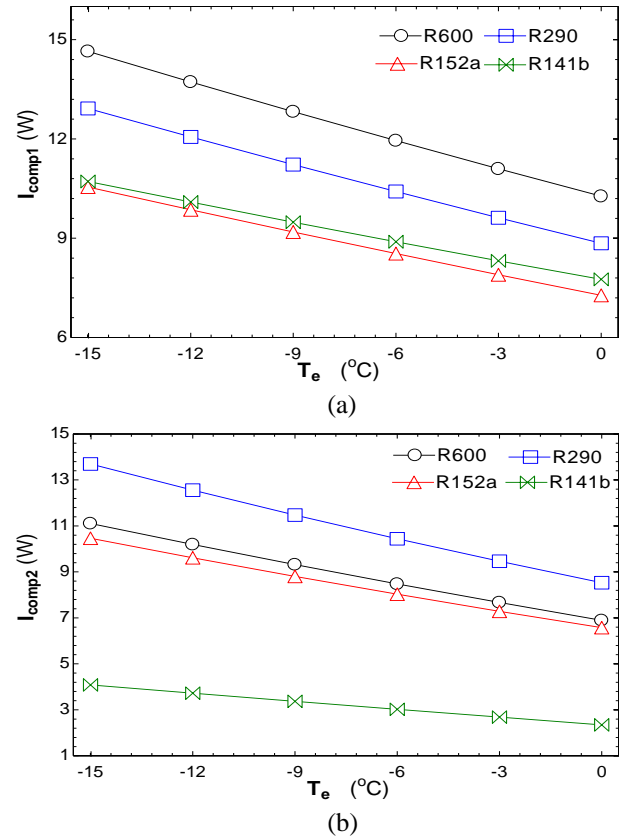 15
12
9
6
I_comp1 (W)
R600 R290
R152a R141b
-15 -12 -9 -6 -3 0
T_e (°C)
(a)
15
13
11
9
7
5
3
1
I_comp2 (W)
R600 R290
R152a R141b
-15 -12 -9 -6 -3 0
T_e (°C)
(b)